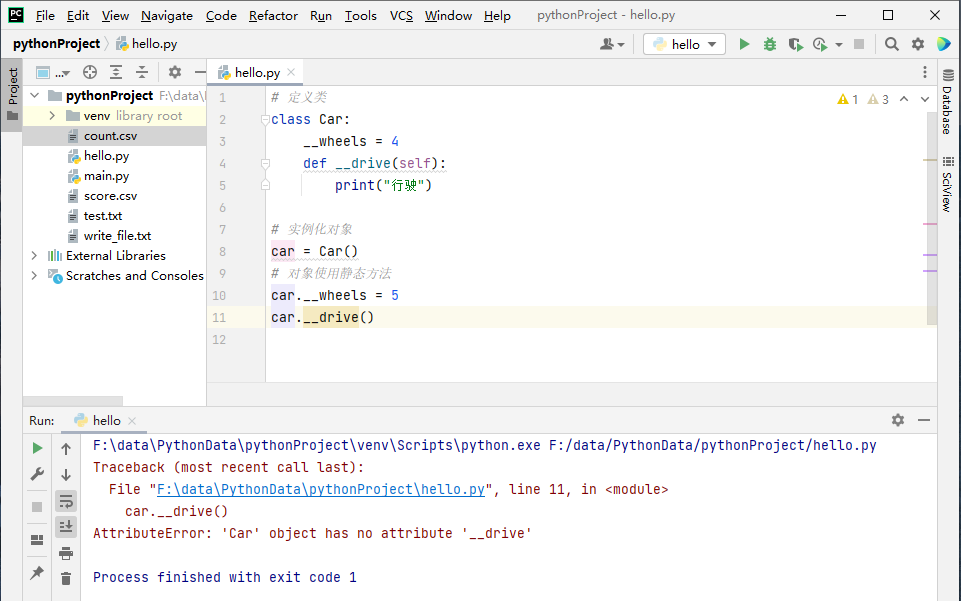 PC File Edit View Navigate Code Refactor Run Tools VCS Window Help pythonProject - hello.py
pythonProject hello.py hello
Project
...
hello.py
pythonProject F:\data\
venv library root
count.csv
hello.py
main.py
score.csv
test.txt
write_file.txt
External Libraries
Scratches and Consoles
1 # 定义类
2 class Car:
3 __wheels = 4
4 def __drive(self):
5 print("行驶")
6
7 # 实例化对象
8 car = Car()
9 # 对象使用静态方法
10 car.__wheels = 5
11 car.__drive()
12
1 3
Database
SciView
Run: hello
F:\data\PythonData\pythonProject\venv\Scripts\python.exe F:/data/PythonData/pythonProject/hello.py
Traceback (most recent call last):
File "F:\data\PythonData\pythonProject\hello.py", line 11, in <module>
car.__drive()
AttributeError: 'Car' object has no attribute '__drive'
Process finished with exit code 1